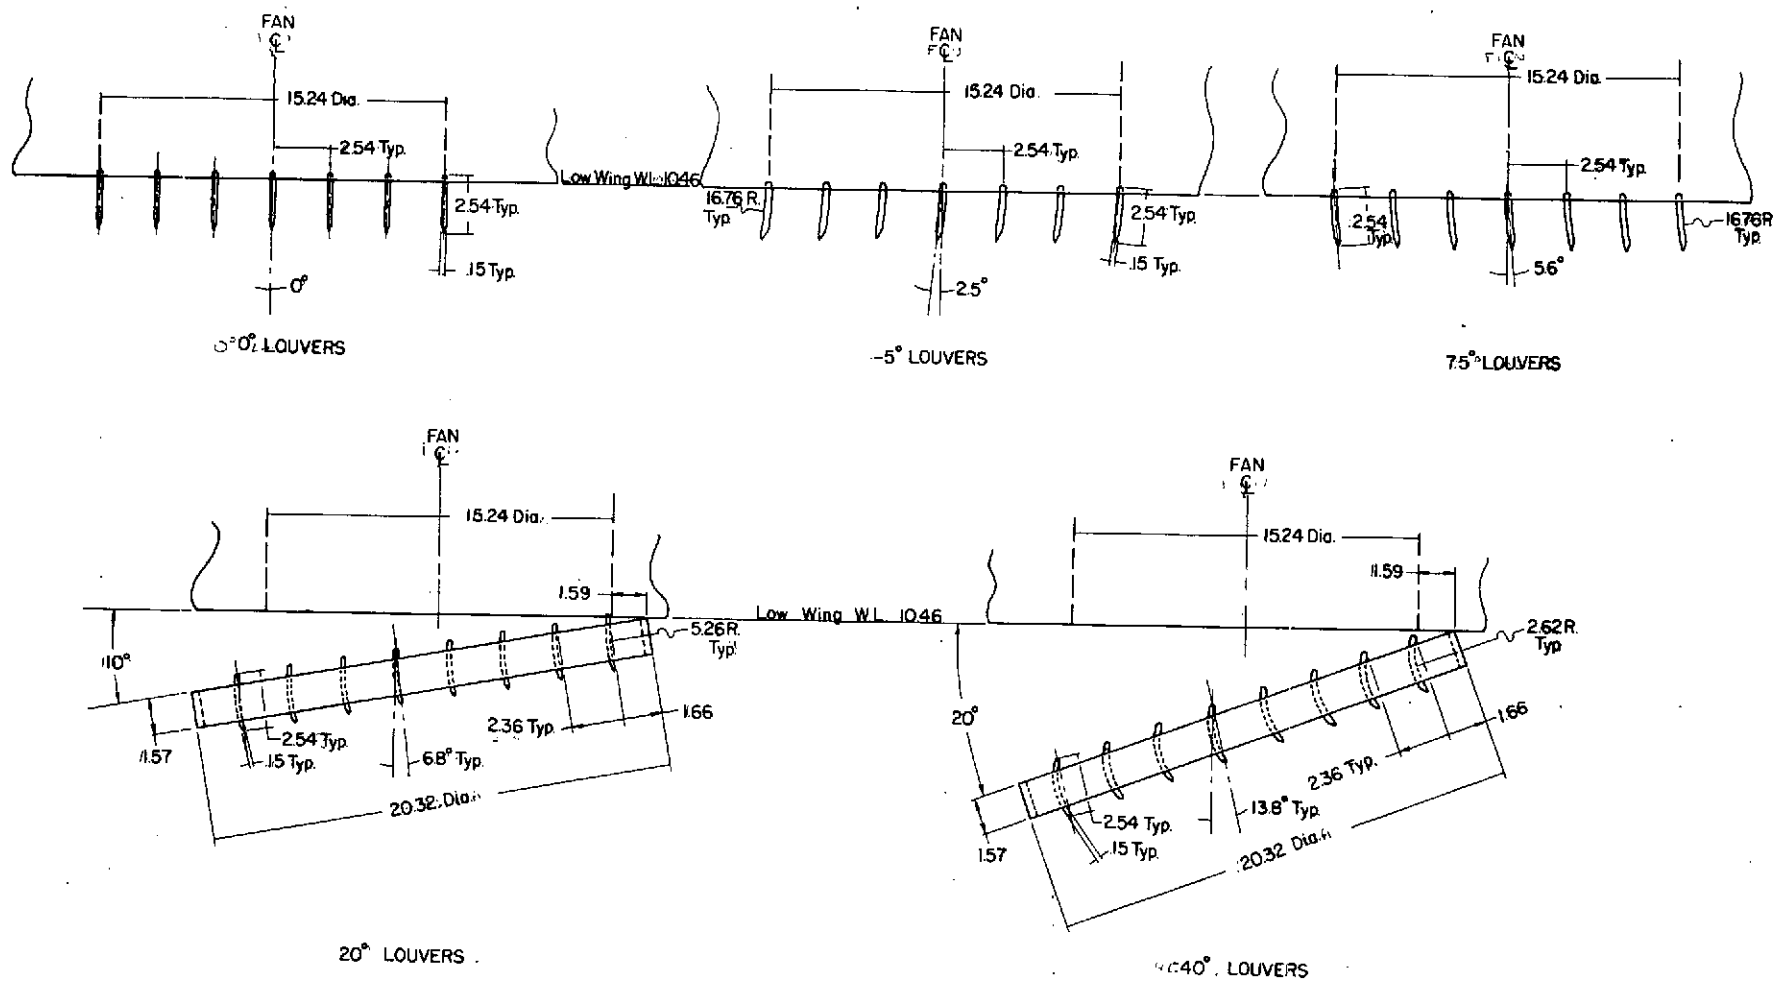 FAN
℄
15.24 Dia.
2.54 Typ.
2.54 Typ.
.15 Typ.
0°
0° LOUVERS
Low Wing WL 10.46
FAN
℄
15.24 Dia.
2.54 Typ.
16.76 R.
Typ.
2.54 Typ.
.15 Typ.
2.5°
-5° LOUVERS
FAN
℄
15.24 Dia.
2.54 Typ.
2.54
Typ.
16.76 R
Typ.
5.6°
7.5° LOUVERS
FAN
℄
15.24 Dia.
1.59
5.26 R.
Typ.
10°
1.57
2.54 Typ.
.15 Typ.
6.8° Typ.
2.36 Typ.
1.66
20.32 Dia.
20° LOUVERS
Low Wing W.L. 10.46
FAN
℄
15.24 Dia.
1.59
2.62 R.
Typ.
20°
1.57
2.54 Typ.
.15 Typ.
13.8° Typ.
2.36 Typ.
1.66
20.32 Dia.
40° LOUVERS